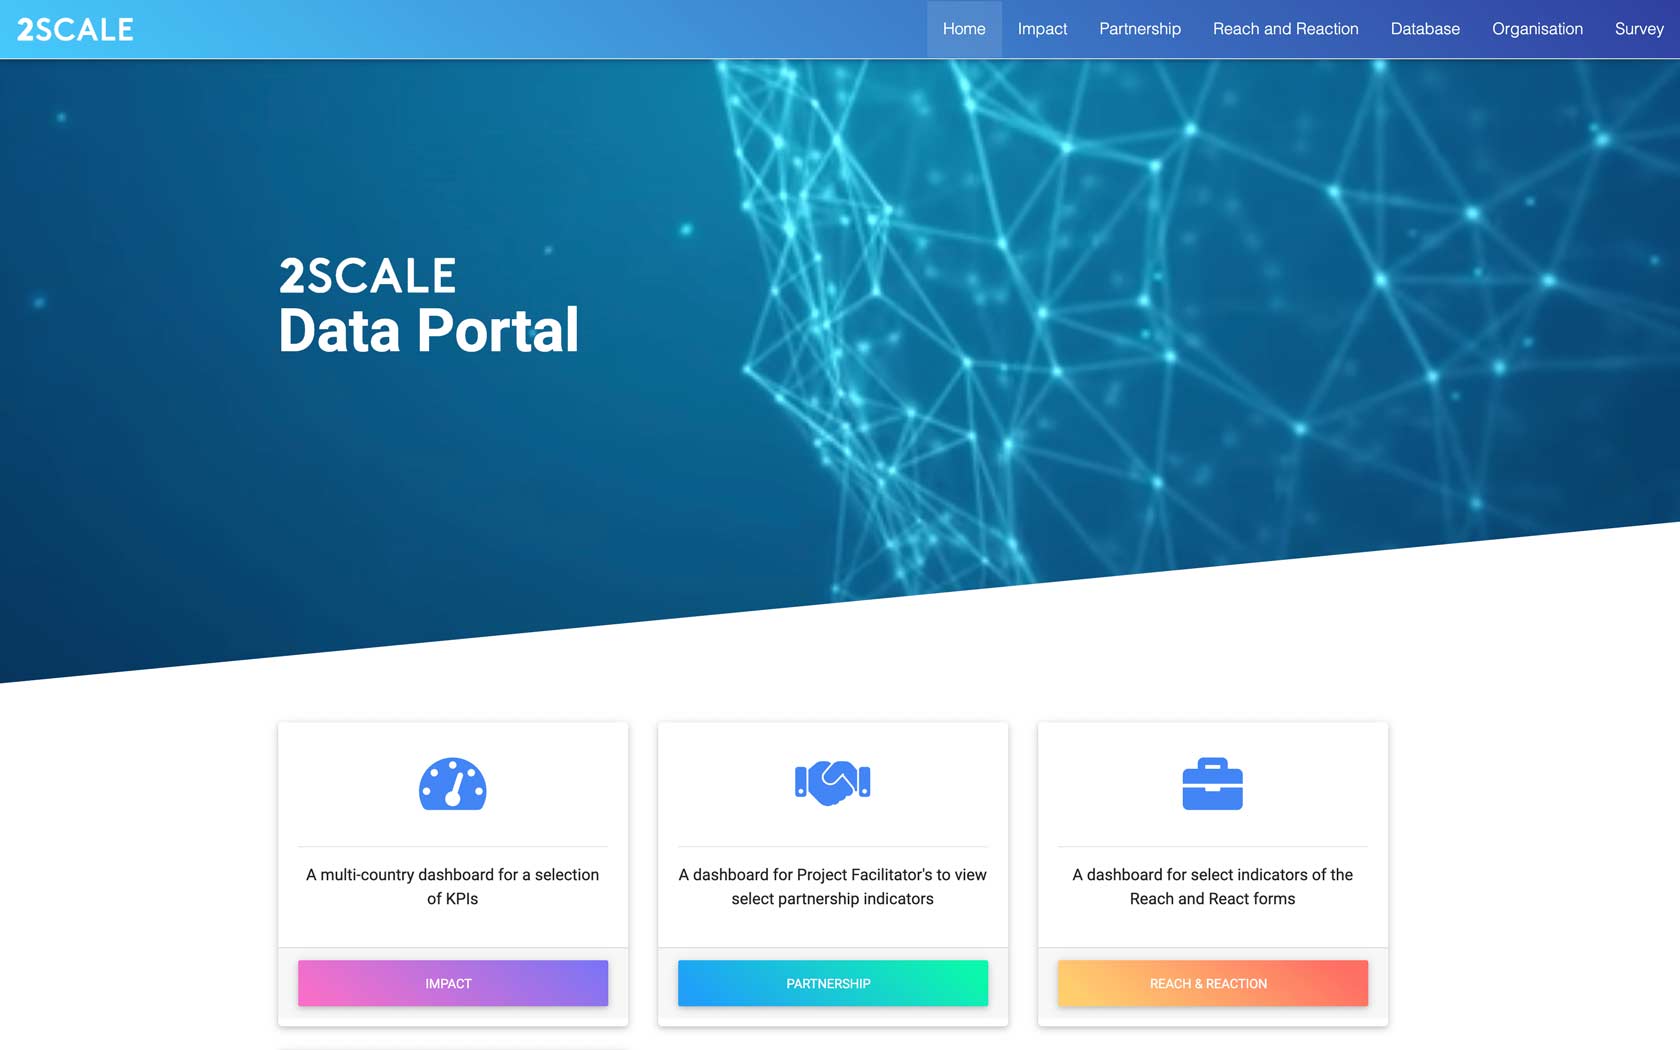 2SCALE
Home
Impact
Partnership
Reach and Reaction
Database
Organisation
Survey
2SCALE
Data Portal
A multi-country dashboard for a selection
of KPIs
IMPACT
A dashboard for Project Facilitator's to view
select partnership indicators
PARTNERSHIP
A dashboard for select indicators of the
Reach and React forms
REACH & REACTION